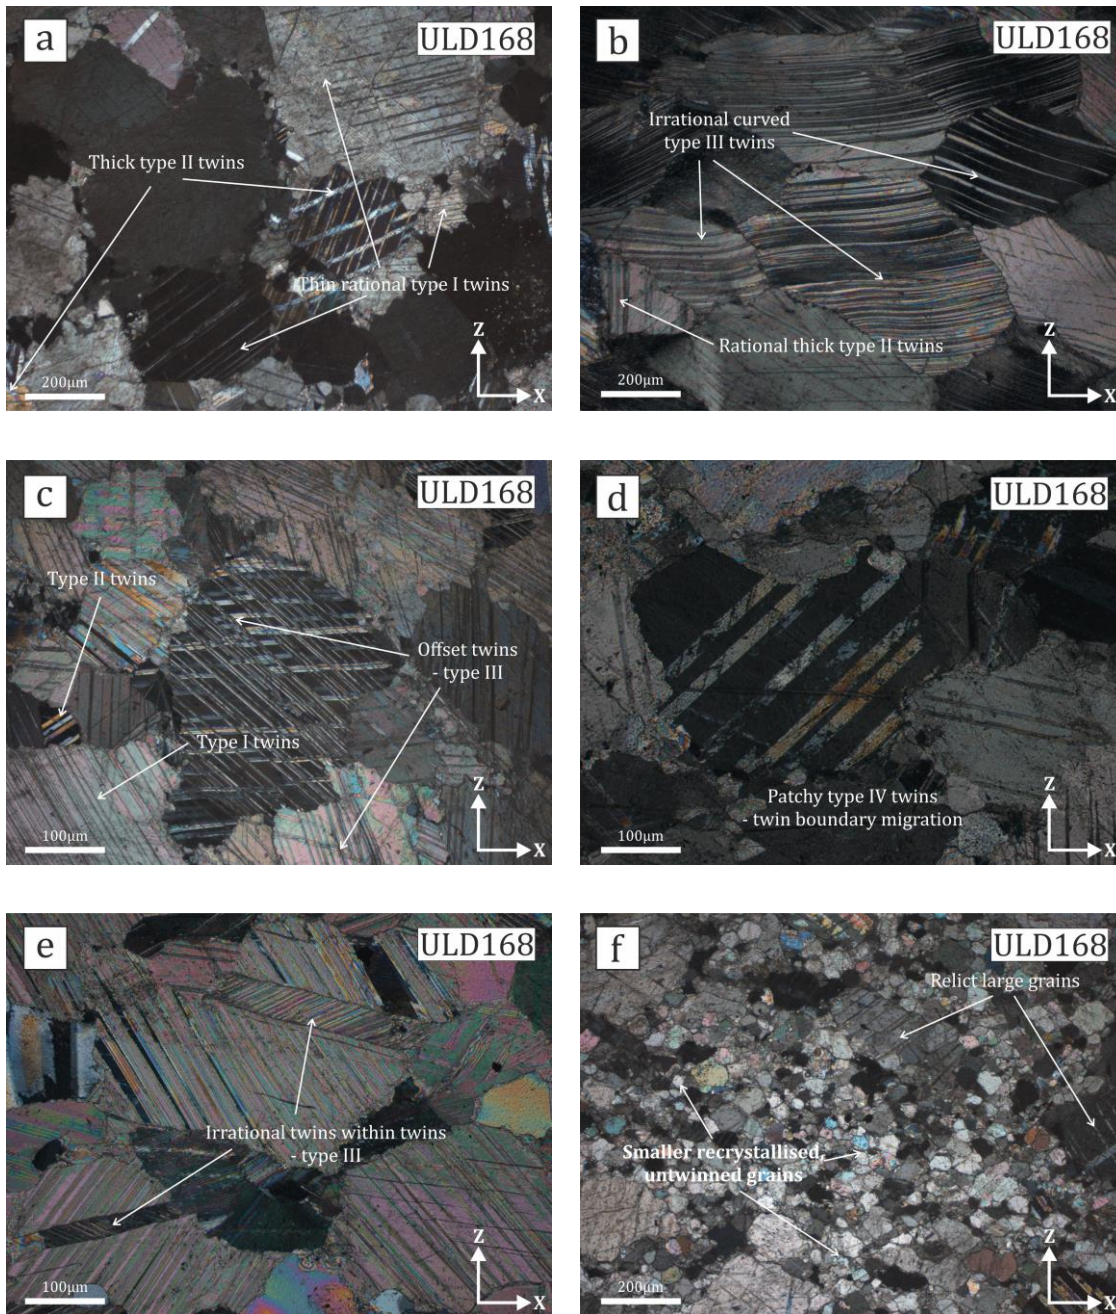 a
ULD168
Thick type II twins
Thin rational type I twins
200μm
Z
X
b
ULD168
Irrational curved
type III twins
Rational thick type II twins
200μm
Z
X
c
ULD168
Type II twins
Offset twins
- type III
Type I twins
100μm
Z
X
d
ULD168
Patchy type IV twins
- twin boundary migration
100μm
Z
X
e
ULD168
Irrational twins within twins
- type III
100μm
Z
X
f
ULD168
Relict large grains
Smaller recrystallised,
untwinned grains
200μm
Z
X